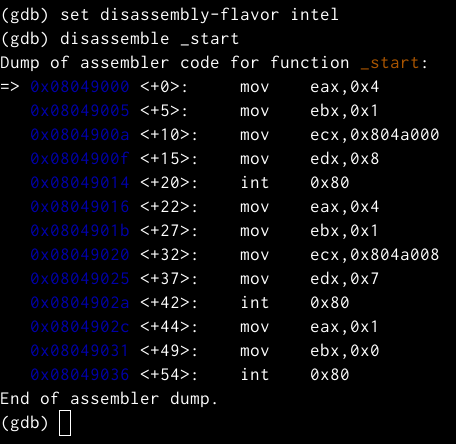 (gdb) set disassembly-flavor intel
(gdb) disassemble _start
Dump of assembler code for function _start:
=> 0x08049000 <+0>:     mov    eax,0x4
   0x08049005 <+5>:     mov    ebx,0x1
   0x0804900a <+10>:    mov    ecx,0x804a000
   0x0804900f <+15>:    mov    edx,0x8
   0x08049014 <+20>:    int    0x80
   0x08049016 <+22>:    mov    eax,0x4
   0x0804901b <+27>:    mov    ebx,0x1
   0x08049020 <+32>:    mov    ecx,0x804a008
   0x08049025 <+37>:    mov    edx,0x7
   0x0804902a <+42>:    int    0x80
   0x0804902c <+44>:    mov    eax,0x1
   0x08049031 <+49>:    mov    ebx,0x0
   0x08049036 <+54>:    int    0x80
End of assembler dump.
(gdb)